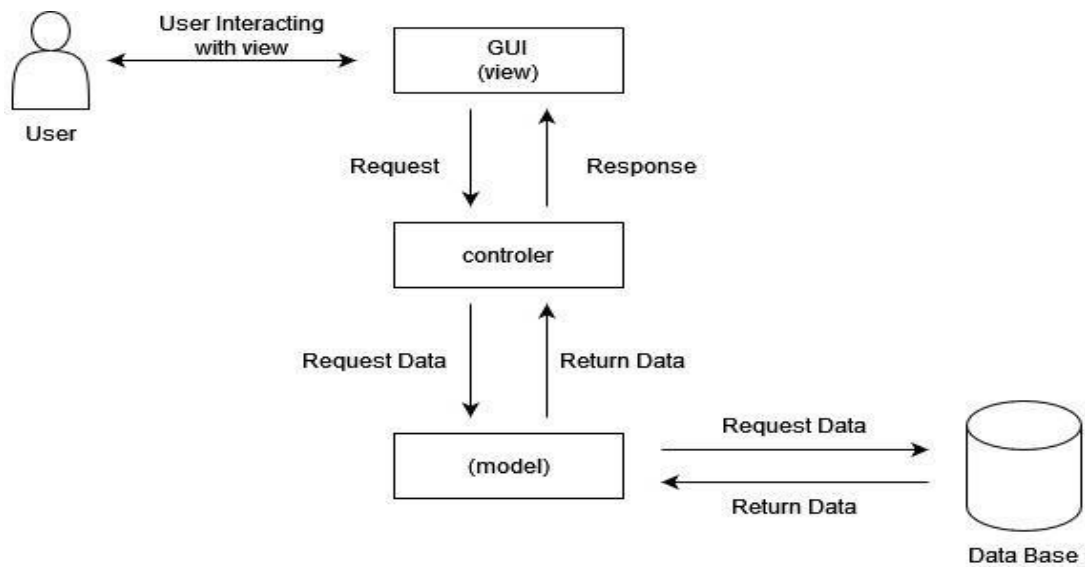 User Interacting
with view
GUI
(view)
User
Request
Response
controler
Request Data
Return Data
(model)
Request Data
Return Data
Data Base